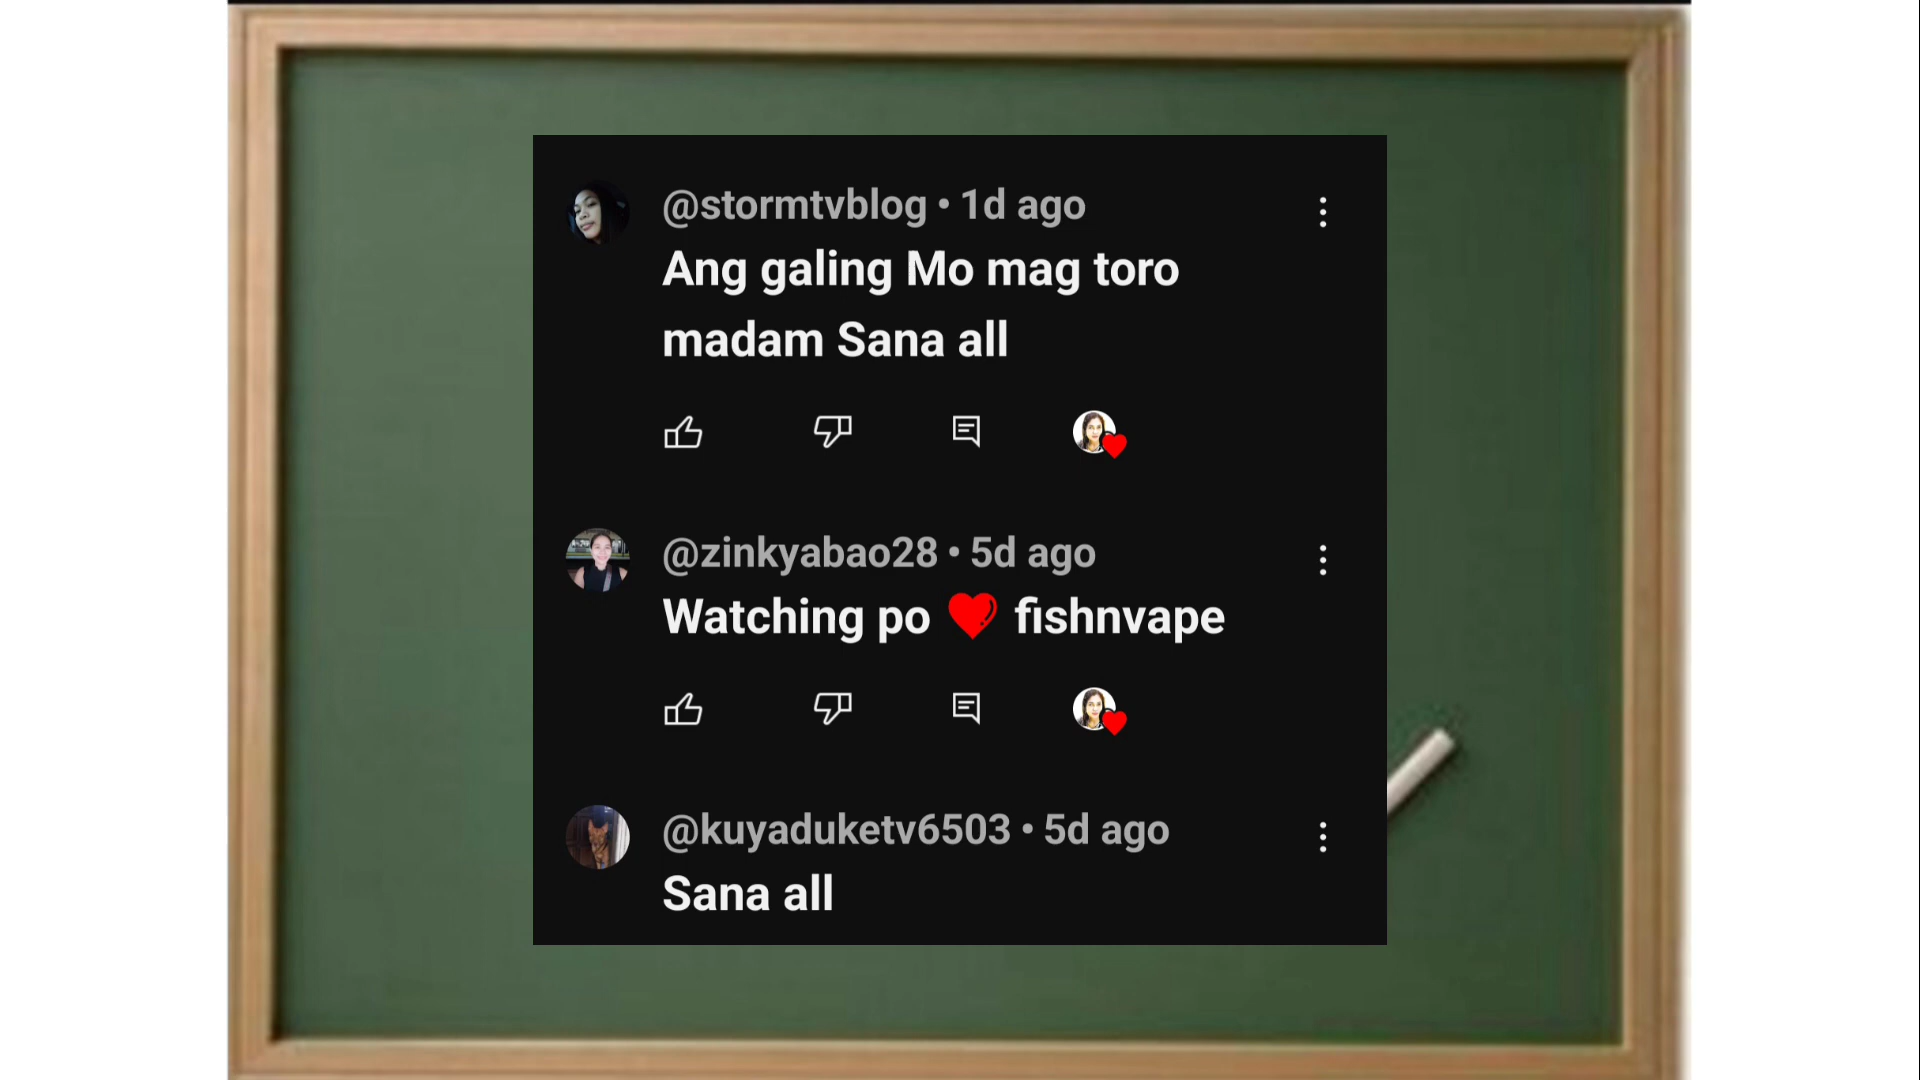 @stormtvblog • 1d ago
Ang galing Mo mag toro
madam Sana all
@zinkyabao28 • 5d ago
Watching po ❤ fishnvape
@kuyaduketv6503 • 5d ago
Sana all